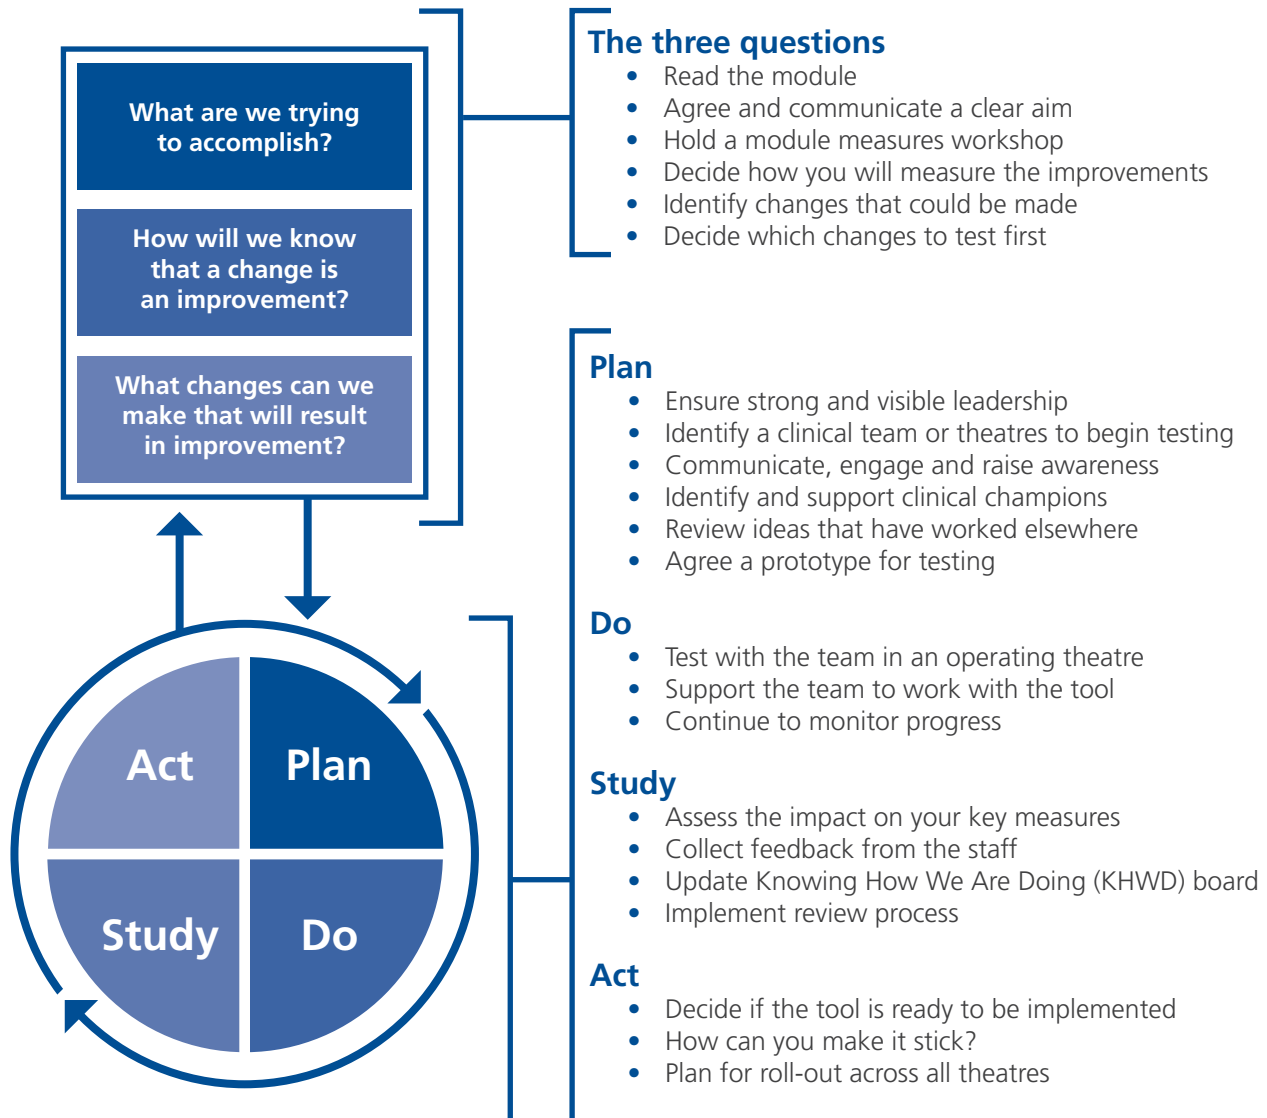 What are we trying
to accomplish?
How will we know
that a change is
an improvement?
What changes can we
make that will result
in improvement?
Act
Plan
Study
Do
The three questions
• Read the module
• Agree and communicate a clear aim
• Hold a module measures workshop
• Decide how you will measure the improvements
• Identify changes that could be made
• Decide which changes to test first
Plan
• Ensure strong and visible leadership
• Identify a clinical team or theatres to begin testing
• Communicate, engage and raise awareness
• Identify and support clinical champions
• Review ideas that have worked elsewhere
• Agree a prototype for testing
Do
• Test with the team in an operating theatre
• Support the team to work with the tool
• Continue to monitor progress
Study
• Assess the impact on your key measures
• Collect feedback from the staff
• Update Knowing How We Are Doing (KHWD) board
• Implement review process
Act
• Decide if the tool is ready to be implemented
• How can you make it stick?
• Plan for roll-out across all theatres